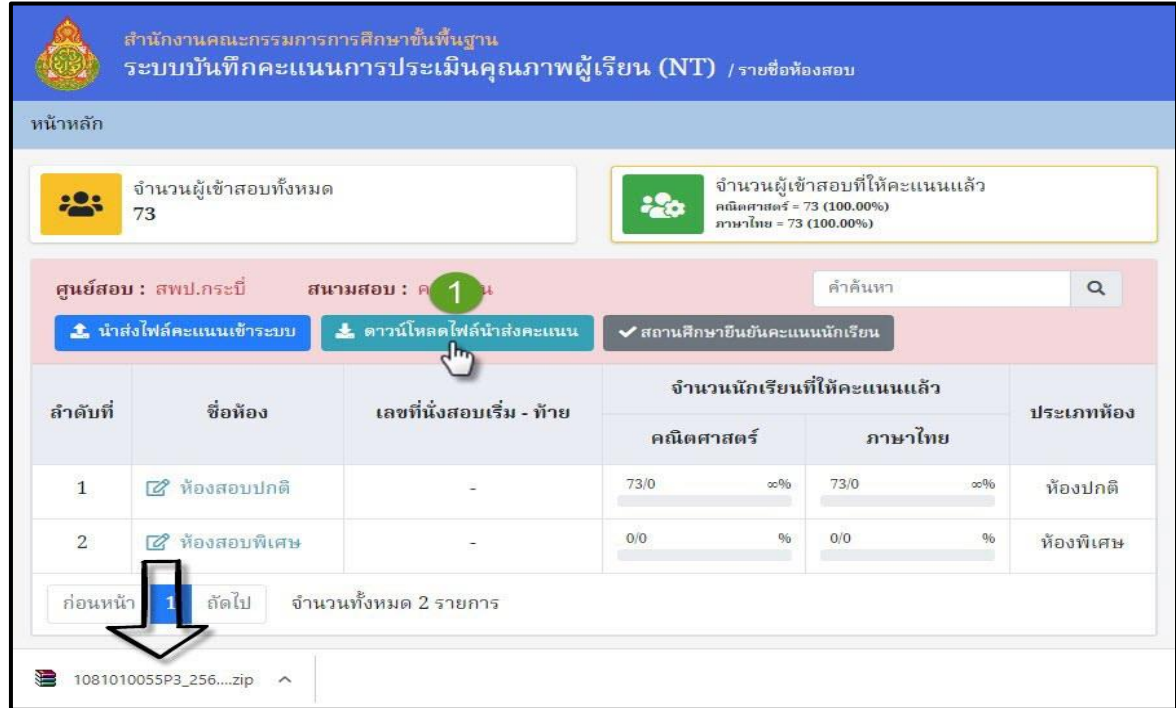 สำนักงานคณะกรรมการการศึกษาขั้นพื้นฐาน
ระบบบันทึกคะแนนการประเมินคุณภาพผู้เรียน (NT) / รายชื่อห้องสอบ
หน้าหลัก
จำนวนผู้เข้าสอบทั้งหมด
73
จำนวนผู้เข้าสอบที่ให้คะแนนแล้ว
คณิตศาสตร์ = 73 (100.00%)
ภาษาไทย = 73 (100.00%)
ศูนย์สอบ : สพป.กระบี่ สนามสอบ : 1 คำค้นหา
นำส่งไฟล์คะแนนเข้าระบบ ดาวน์โหลดไฟล์นำส่งคะแนน สถานศึกษายืนยันคะแนนนักเรียน
ลำดับที่ ชื่อห้อง เลขที่นั่งสอบเริ่ม - ท้าย จำนวนนักเรียนที่ให้คะแนนแล้ว ประเภทห้อง
คณิตศาสตร์ ภาษาไทย
1 ห้องสอบปกติ - 73/0 ∞% 73/0 ∞% ห้องปกติ
2 ห้องสอบพิเศษ - 0/0 % 0/0 % ห้องพิเศษ
ก่อนหน้า 1 ถัดไป จำนวนทั้งหมด 2 รายการ
1081010055P3_256....zip